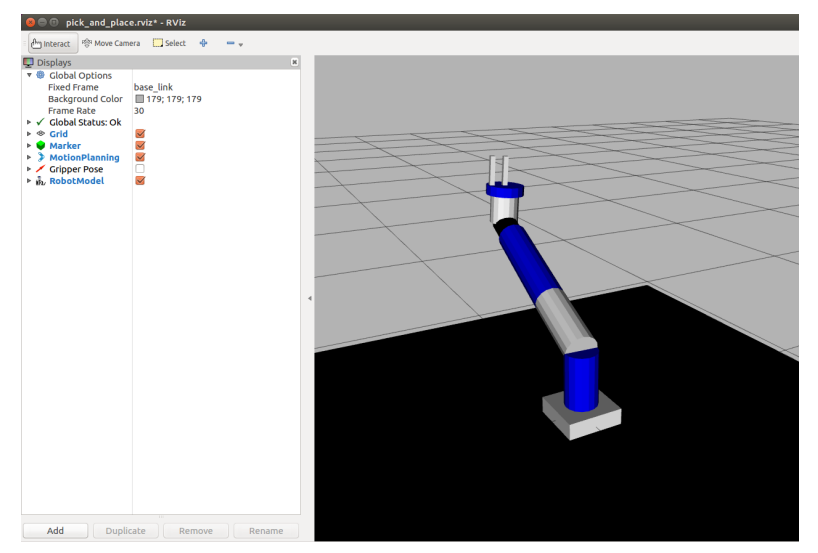 pick_and_place.rviz* - RViz
Interact Move Camera Select
Displays
Global Options
Fixed Frame base_link
Background Color 179; 179; 179
Frame Rate 30
Global Status: Ok
Grid
Marker
MotionPlanning
Gripper Pose
RobotModel
Add Duplicate Remove Rename